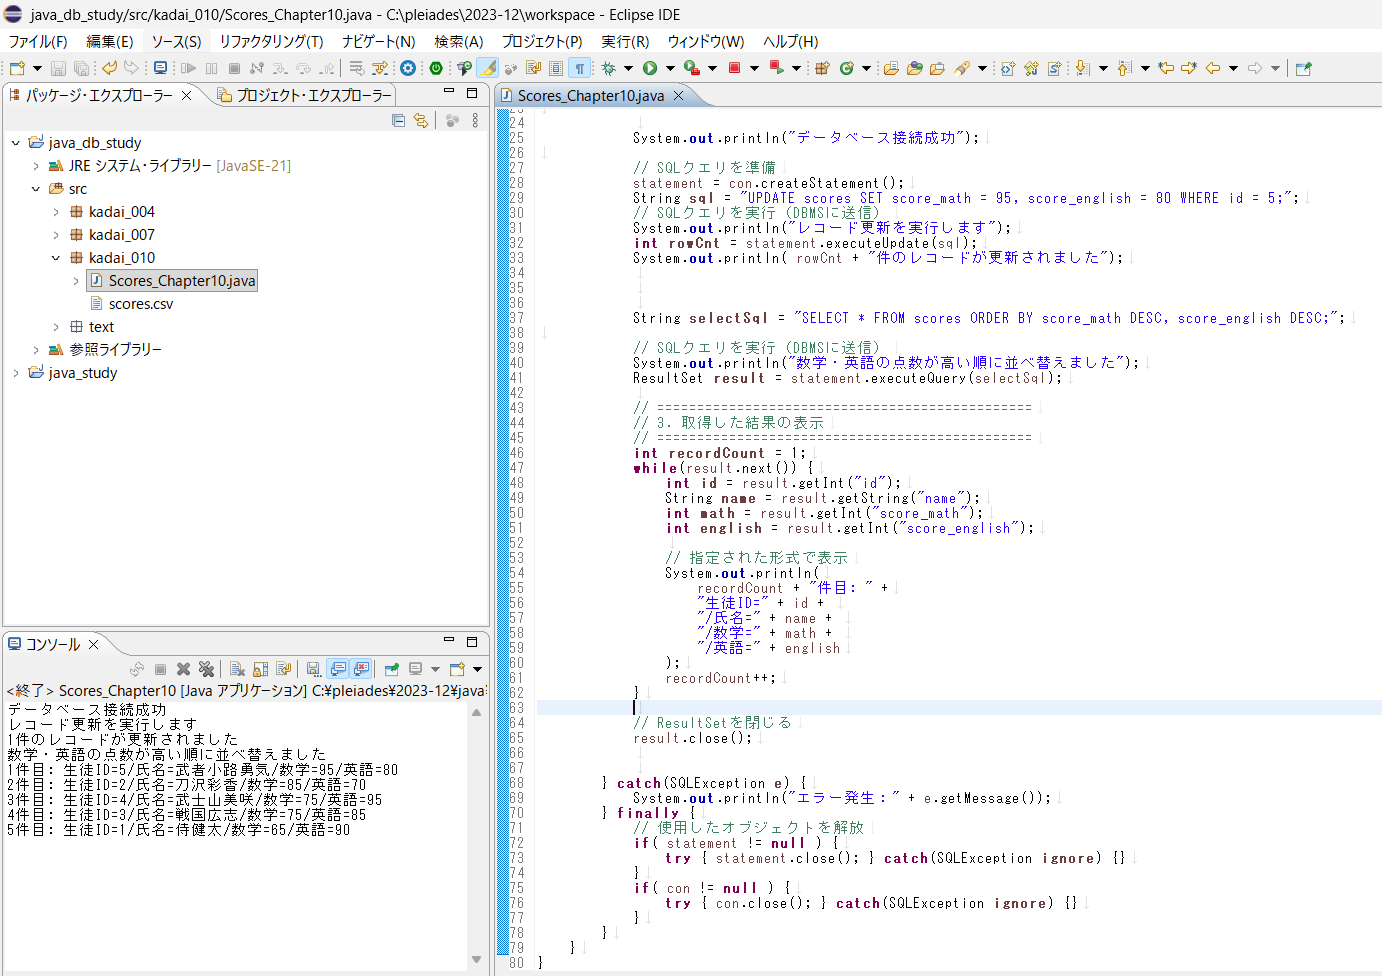 java_db_study/src/kadai_010/Scores_Chapter10.java - C:\pleiades\2023-12\workspace - Eclipse IDE
ファイル(F) 編集(E) ソース(S) リファクタリング(T) ナビゲート(N) 検索(A) プロジェクト(P) 実行(R) ウィンドウ(W) ヘルプ(H)
パッケージ・エクスプローラー プロジェクト・エクスプローラー
java_db_study
JRE システム・ライブラリー [JavaSE-21]
src
kadai_004
kadai_007
kadai_010
Scores_Chapter10.java
scores.csv
text
参照ライブラリー
java_study
コンソール
<終了> Scores_Chapter10 [Java アプリケーション] C:¥pleiades¥2023-12¥java
データベース接続成功
レコード更新を実行します
1件のレコードが更新されました
数学・英語の点数が高い順に並べ替えました
1件目: 生徒ID=5/氏名=武者小路勇気/数学=95/英語=80
2件目: 生徒ID=2/氏名=刀沢彩香/数学=85/英語=70
3件目: 生徒ID=4/氏名=武士山美咲/数学=75/英語=95
4件目: 生徒ID=3/氏名=戦国広志/数学=75/英語=85
5件目: 生徒ID=1/氏名=侍健太/数学=65/英語=90
Scores_Chapter10.java
23
24
25 System.out.println("データベース接続成功");
26
27 // SQLクエリを準備
28 statement = con.createStatement();
29 String sql = "UPDATE scores SET score_math = 95, score_english = 80 WHERE id = 5;";
30 // SQLクエリを実行（DBMSに送信）
31 System.out.println("レコード更新を実行します");
32 int rowCnt = statement.executeUpdate(sql);
33 System.out.println( rowCnt + "件のレコードが更新されました");
34
35
36
37 String selectSql = "SELECT * FROM scores ORDER BY score_math DESC, score_english DESC;";
38
39 // SQLクエリを実行（DBMSに送信）
40 System.out.println("数学・英語の点数が高い順に並べ替えました");
41 ResultSet result = statement.executeQuery(selectSql);
42
43 // ===============================================
44 // 3. 取得した結果の表示
45 // ===============================================
46 int recordCount = 1;
47 while(result.next()) {
48 int id = result.getInt("id");
49 String name = result.getString("name");
50 int math = result.getInt("score_math");
51 int english = result.getInt("score_english");
52
53 // 指定された形式で表示
54 System.out.println(
55 recordCount + "件目: " +
56 "生徒ID=" + id +
57 "/氏名=" + name +
58 "/数学=" + math +
59 "/英語=" + english
60 );
61 recordCount++;
62 }
63
64 // ResultSetを閉じる
65 result.close();
66
67
68 } catch(SQLException e) {
69 System.out.println("エラー発生：" + e.getMessage());
70 } finally {
71 // 使用したオブジェクトを解放
72 if( statement != null ) {
73 try { statement.close(); } catch(SQLException ignore) {}
74 }
75 if( con != null ) {
76 try { con.close(); } catch(SQLException ignore) {}
77 }
78 }
79 }
80 }